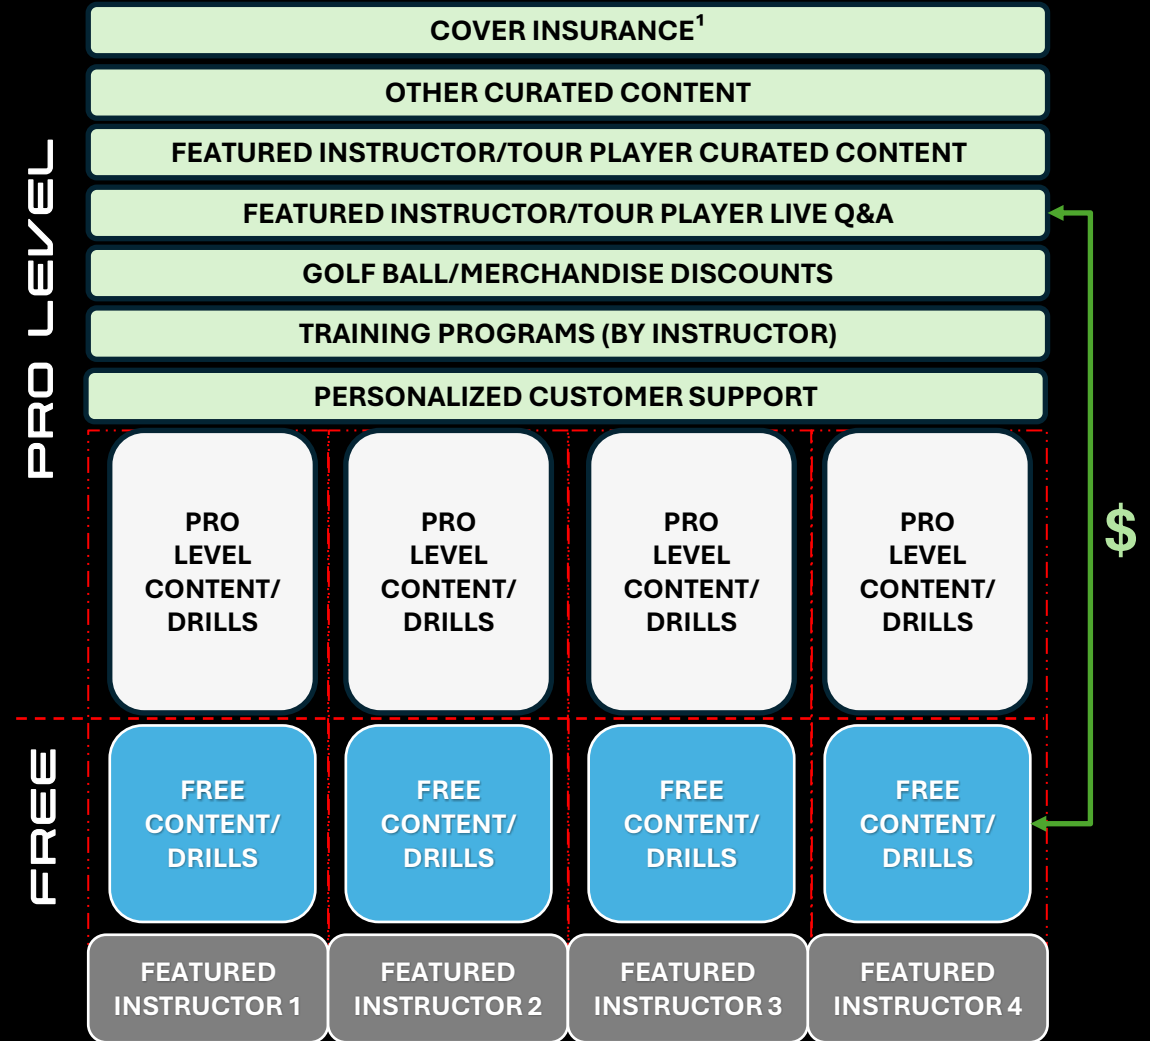 COVER INSURANCE¹
OTHER CURATED CONTENT
FEATURED INSTRUCTOR/TOUR PLAYER CURATED CONTENT
FEATURED INSTRUCTOR/TOUR PLAYER LIVE Q&A
GOLF BALL/MERCHANDISE DISCOUNTS
TRAINING PROGRAMS (BY INSTRUCTOR)
PERSONALIZED CUSTOMER SUPPORT
PRO LEVEL
PRO
LEVEL
CONTENT/
DRILLS
PRO
LEVEL
CONTENT/
DRILLS
PRO
LEVEL
CONTENT/
DRILLS
PRO
LEVEL
CONTENT/
DRILLS
$
FREE
FREE
CONTENT/
DRILLS
FREE
CONTENT/
DRILLS
FREE
CONTENT/
DRILLS
FREE
CONTENT/
DRILLS
FEATURED
INSTRUCTOR 1
FEATURED
INSTRUCTOR 2
FEATURED
INSTRUCTOR 3
FEATURED
INSTRUCTOR 4